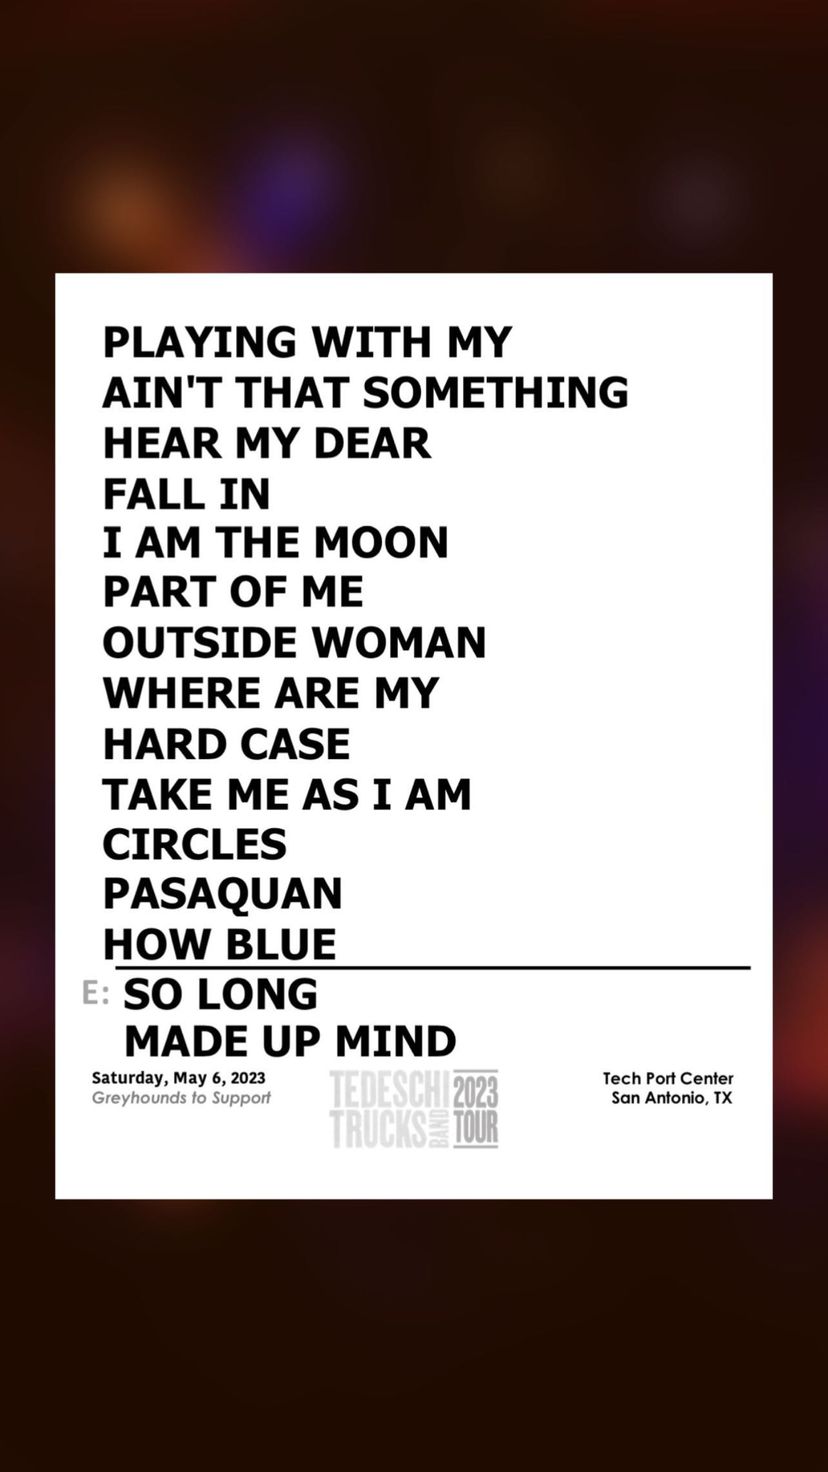 PLAYING WITH MY
AIN'T THAT SOMETHING
HEAR MY DEAR
FALL IN
I AM THE MOON
PART OF ME
OUTSIDE WOMAN
WHERE ARE MY
HARD CASE
TAKE ME AS I AM
CIRCLES
PASAQUAN
HOW BLUE
E: SO LONG
MADE UP MIND
Saturday, May 6, 2023
Greyhounds to Support
TEDESCHI
TRUCKS
BAND
2023
TOUR
Tech Port Center
San Antonio, TX